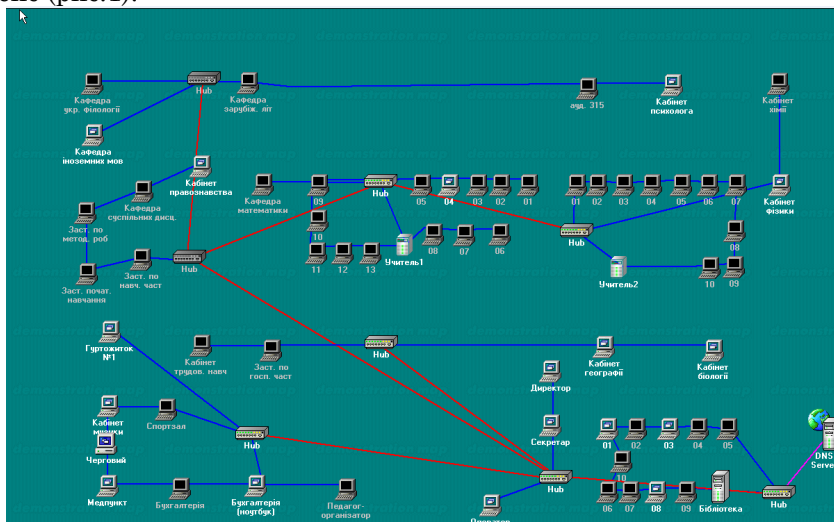 Hub
Кафедра
укр. філології
Кафедра
зарубіж. літ
ауд. 315
Кабінет
психолога
Кабінет
хімії
Кафедра
іноземних мов
Кабінет
правознавства
Кафедра
суспільних дисц.
Заст. по
метод. роб
Заст. почат.
навчання
Заст. по
навч. част
Hub
Кафедра
математики
09
Hub
05
04
03
02
01
10
11
12
13
Учитель1
08
07
06
01
02
03
04
05
06
07
Кабінет
фізики
Hub
08
Учитель2
10
09
Гуртожиток
№1
Кабінет
трудов. навч
Заст. по
госп. част
Hub
Кабінет
географії
Кабінет
біології
Директор
Секретар
Кабінет
музики
Спортзал
Черговий
Hub
Медпункт
Бухгалтерія
Бухгалтерія
(ноутбук)
Педагог-
організатор
Оператор
Hub
01
02
03
04
05
10
06
07
08
09
Бібліотека
Hub
DNS
Server